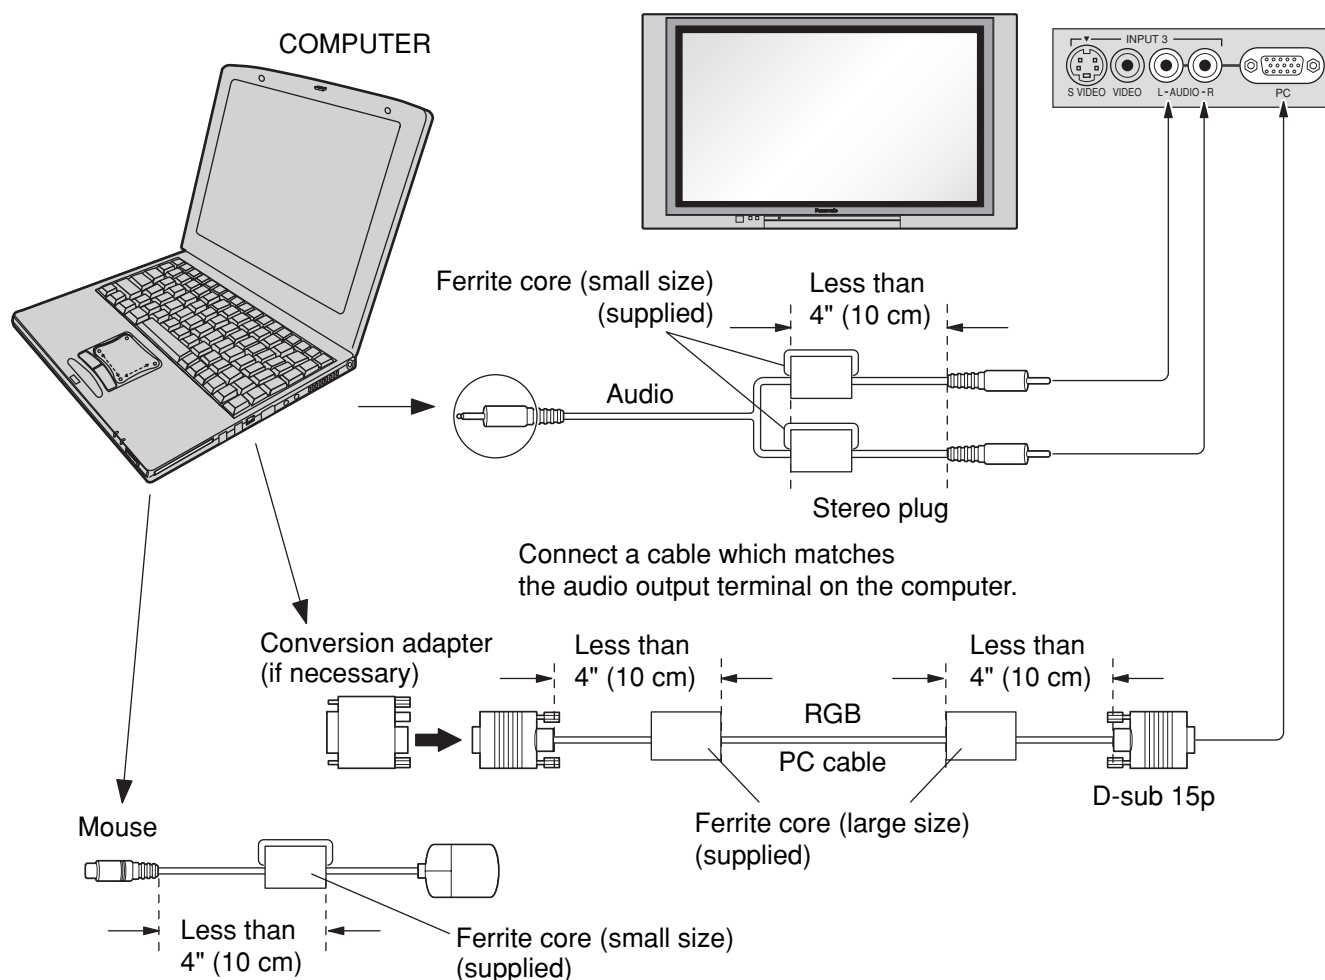 COMPUTER
Panasonic
INPUT 3
S VIDEO VIDEO L-AUDIO-R PC
Ferrite core (small size)
(supplied)
Less than
4" (10 cm)
Audio
Stereo plug
Connect a cable which matches
the audio output terminal on the computer.
Conversion adapter
(if necessary)
Less than
4" (10 cm)
Less than
4" (10 cm)
RGB
PC cable
D-sub 15p
Ferrite core (large size)
(supplied)
Mouse
Less than
4" (10 cm)
Ferrite core (small size)
(supplied)